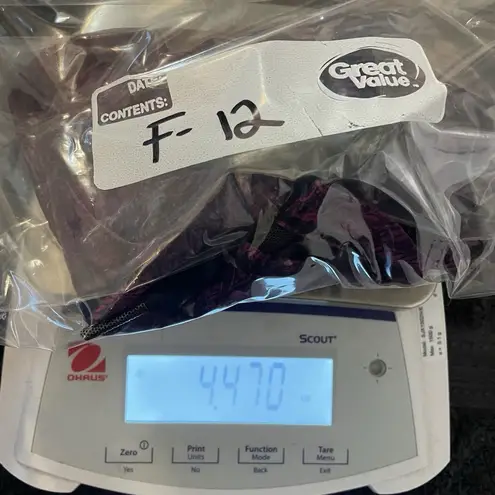 DATE:
CONTENTS:
F-12
Great Value™
SCOUT
OHAUS
4.470
Zero
Yes
Print
Units
No
Function
Mode
Back
Tare
Menu
Exit